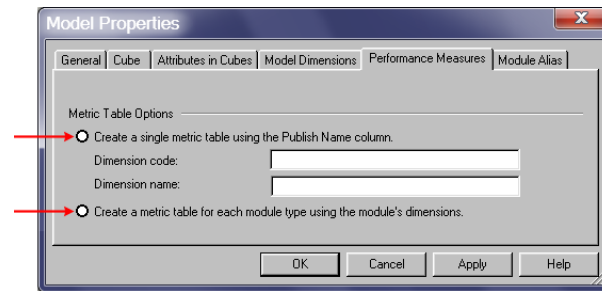 Model Properties
General Cube Attributes in Cubes Model Dimensions Performance Measures Module Alias
Metric Table Options
Create a single metric table using the Publish Name column.
Dimension code:
Dimension name:
Create a metric table for each module type using the module's dimensions.
OK Cancel Apply Help